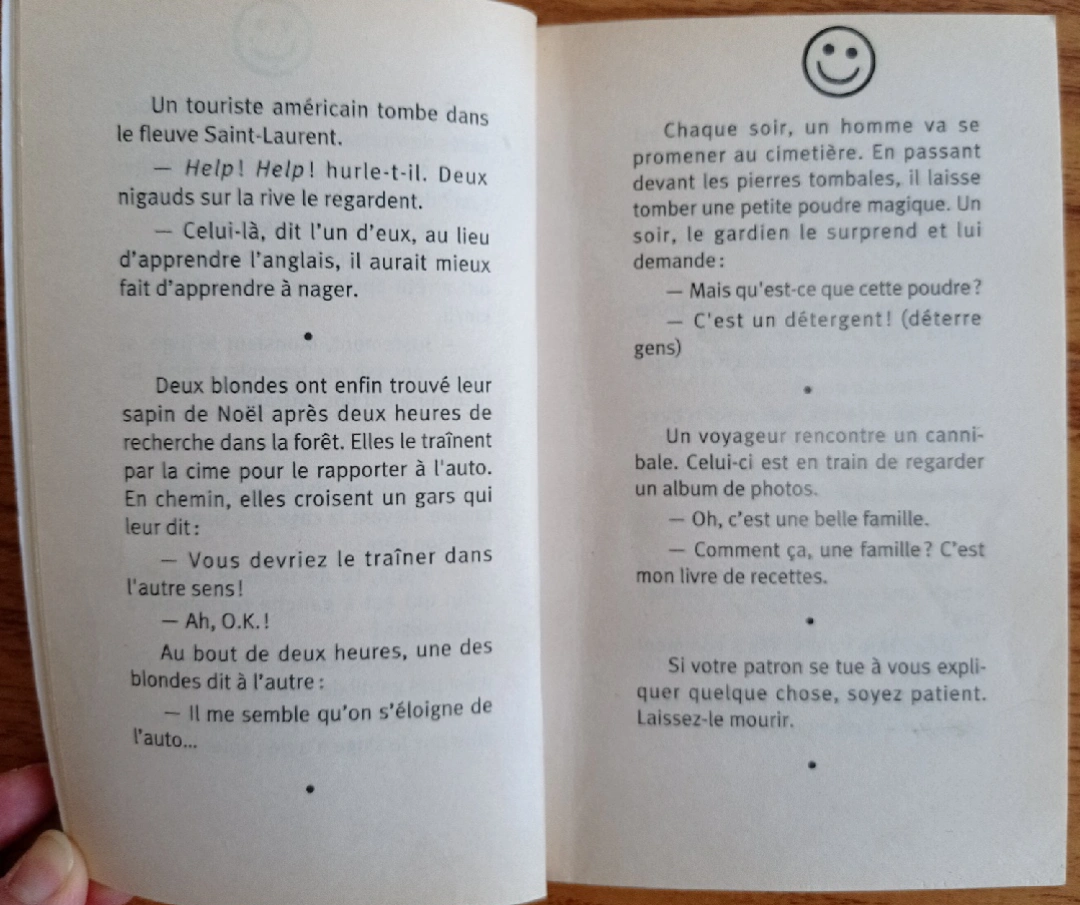 Un touriste américain tombe dans
le fleuve Saint-Laurent.
— Help! Help! hurle-t-il. Deux
nigauds sur la rive le regardent.
— Celui-là, dit l'un d'eux, au lieu
d'apprendre l'anglais, il aurait mieux
fait d'apprendre à nager.
•
Deux blondes ont enfin trouvé leur
sapin de Noël après deux heures de
recherche dans la forêt. Elles le traînent
par la cime pour le rapporter à l'auto.
En chemin, elles croisent un gars qui
leur dit :
— Vous devriez le traîner dans
l'autre sens!
— Ah, O.K.!
Au bout de deux heures, une des
blondes dit à l'autre :
— Il me semble qu'on s'éloigne de
l'auto...
•
Chaque soir, un homme va se
promener au cimetière. En passant
devant les pierres tombales, il laisse
tomber une petite poudre magique. Un
soir, le gardien le surprend et lui
demande :
— Mais qu'est-ce que cette poudre?
— C'est un détergent! (déterre
gens)
•
Un voyageur rencontre un canni-
bale. Celui-ci est en train de regarder
un album de photos.
— Oh, c'est une belle famille.
— Comment ça, une famille? C'est
mon livre de recettes.
•
Si votre patron se tue à vous expli-
quer quelque chose, soyez patient.
Laissez-le mourir.
•